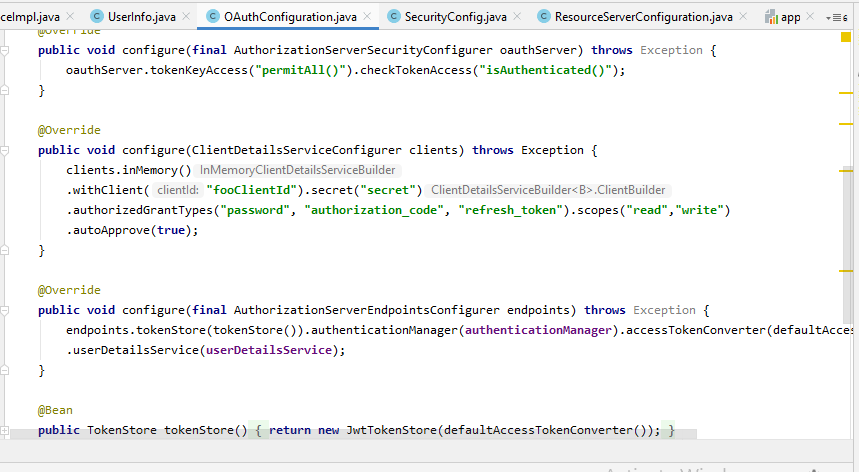 ceImpl.java UserInfo.java OAuthConfiguration.java SecurityConfig.java ResourceServerConfiguration.java app 6
@Override
public void configure(final AuthorizationServerSecurityConfigurer oauthServer) throws Exception {
oauthServer.tokenKeyAccess("permitAll()").checkTokenAccess("isAuthenticated()");
}
@Override
public void configure(ClientDetailsServiceConfigurer clients) throws Exception {
clients.inMemory() InMemoryClientDetailsServiceBuilder
.withClient( clientId: "fooClientId").secret("secret") ClientDetailsServiceBuilder<B>.ClientBuilder
.authorizedGrantTypes("password", "authorization_code", "refresh_token").scopes("read","write")
.autoApprove(true);
}
@Override
public void configure(final AuthorizationServerEndpointsConfigurer endpoints) throws Exception {
endpoints.tokenStore(tokenStore()).authenticationManager(authenticationManager).accessTokenConverter(defaultAcces
.userDetailsService(userDetailsService);
}
@Bean
public TokenStore tokenStore() { return new JwtTokenStore(defaultAccessTokenConverter()); }